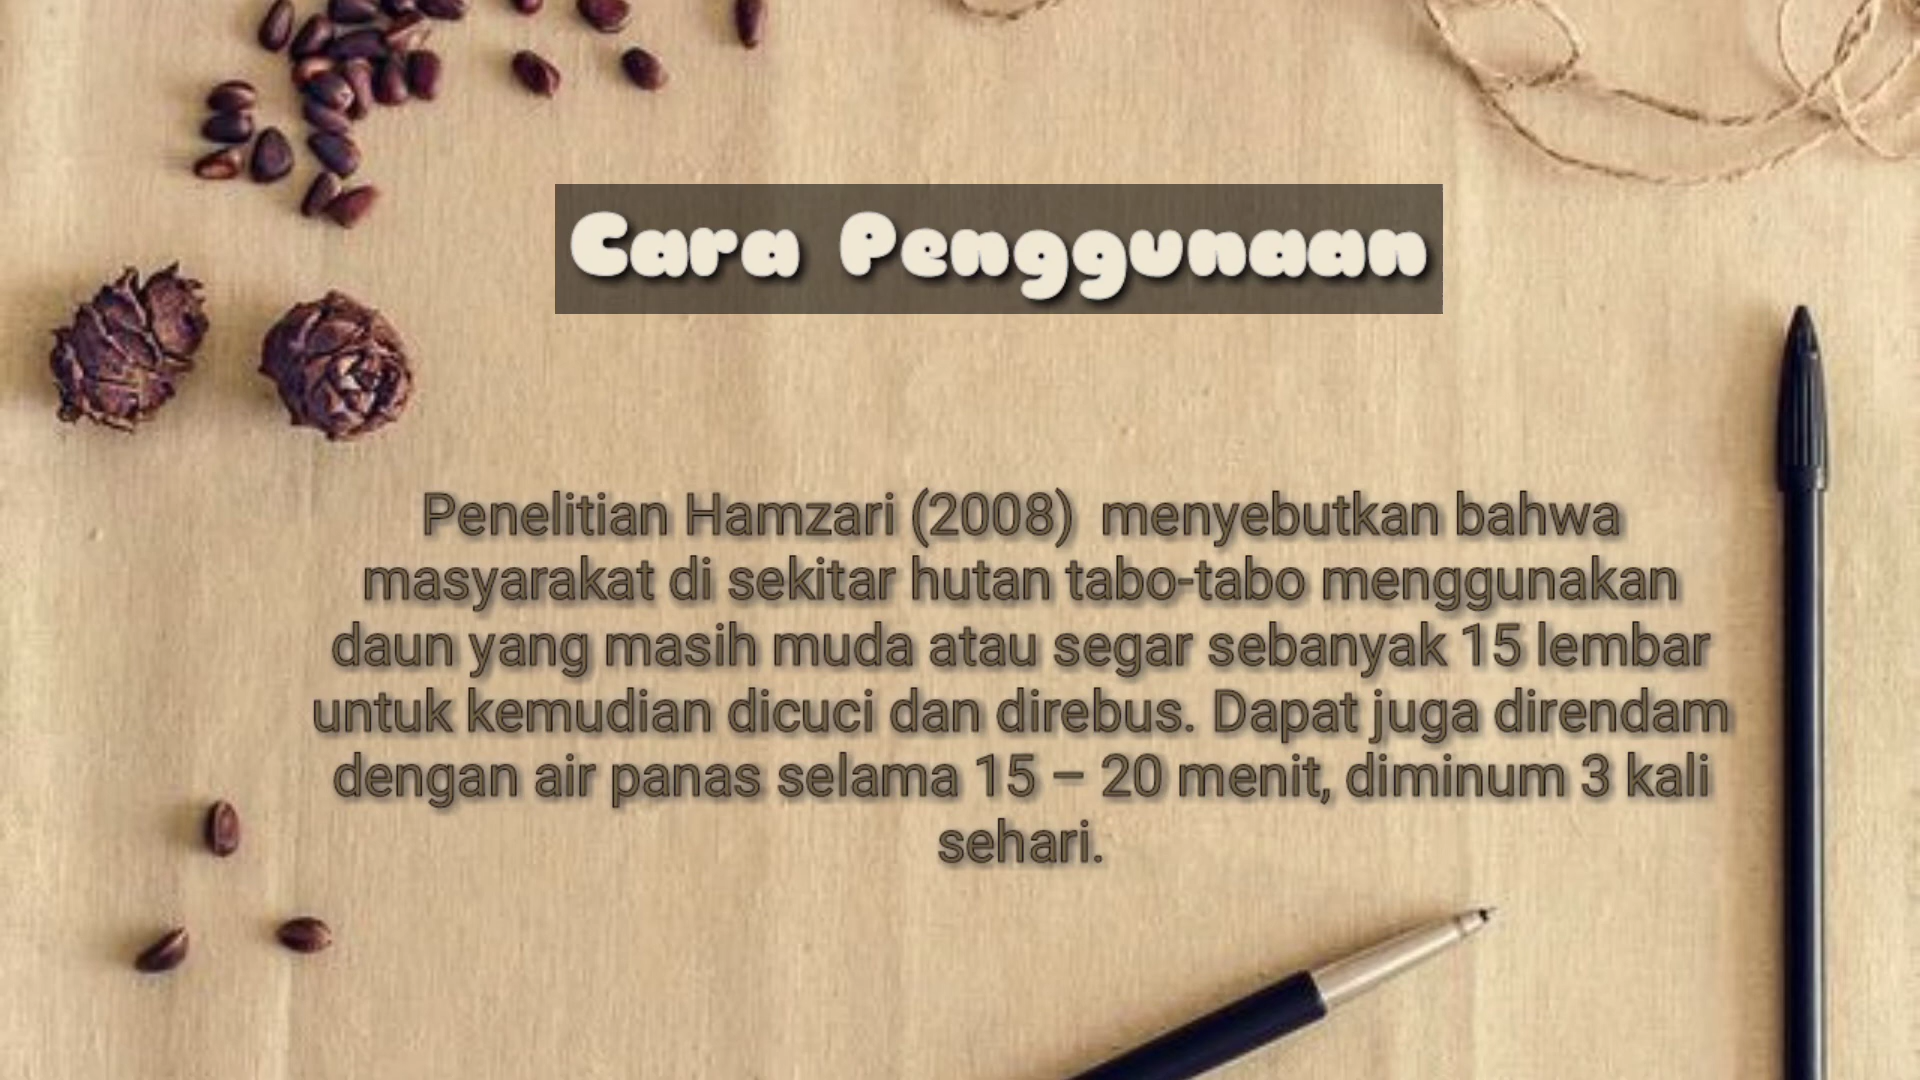 Cara Penggunaan
Penelitian Hamzari (2008) menyebutkan bahwa
masyarakat di sekitar hutan tabo-tabo menggunakan
daun yang masih muda atau segar sebanyak 15 lembar
untuk kemudian dicuci dan direbus. Dapat juga direndam
dengan air panas selama 15 – 20 menit, diminum 3 kali
sehari.